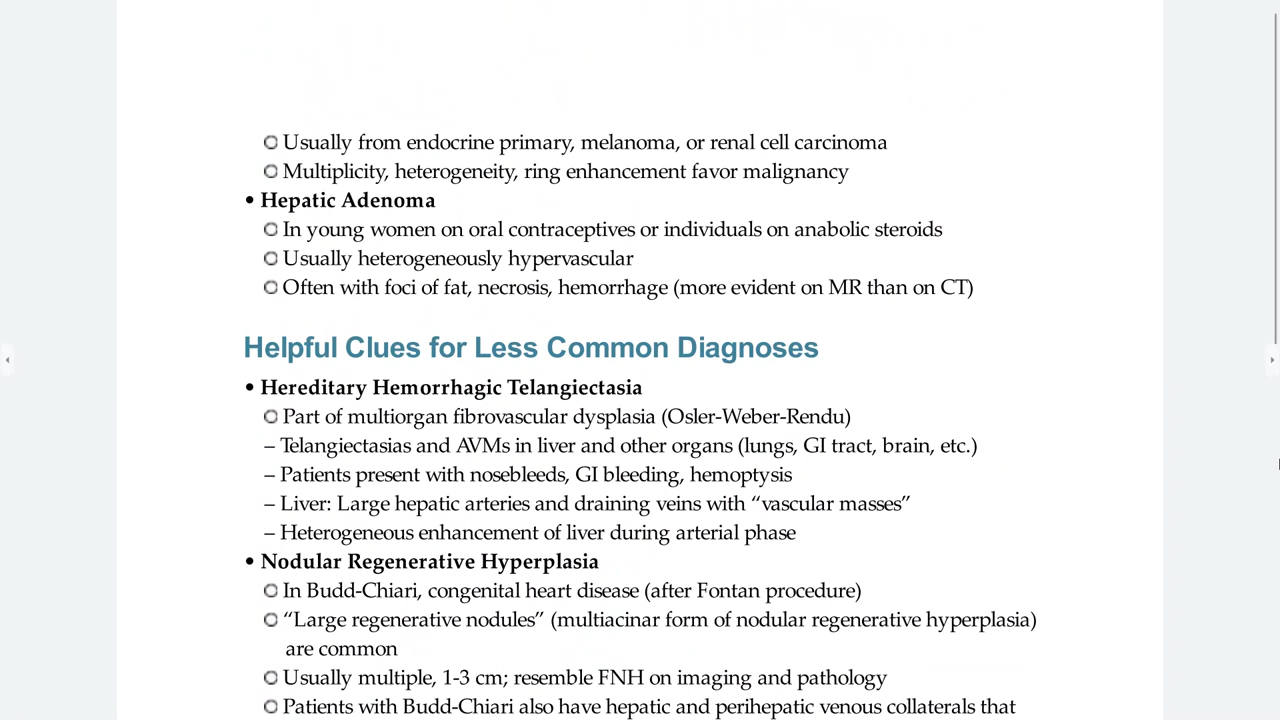 ○ Usually from endocrine primary, melanoma, or renal cell carcinoma
○ Multiplicity, heterogeneity, ring enhancement favor malignancy
• Hepatic Adenoma
○ In young women on oral contraceptives or individuals on anabolic steroids
○ Usually heterogeneously hypervascular
○ Often with foci of fat, necrosis, hemorrhage (more evident on MR than on CT)
Helpful Clues for Less Common Diagnoses
• Hereditary Hemorrhagic Telangiectasia
○ Part of multiorgan fibrovascular dysplasia (Osler-Weber-Rendu)
– Telangiectasias and AVMs in liver and other organs (lungs, GI tract, brain, etc.)
– Patients present with nosebleeds, GI bleeding, hemoptysis
– Liver: Large hepatic arteries and draining veins with “vascular masses”
– Heterogeneous enhancement of liver during arterial phase
• Nodular Regenerative Hyperplasia
○ In Budd-Chiari, congenital heart disease (after Fontan procedure)
○ “Large regenerative nodules” (multiacinar form of nodular regenerative hyperplasia)
are common
○ Usually multiple, 1-3 cm; resemble FNH on imaging and pathology
○ Patients with Budd-Chiari also have hepatic and perihepatic venous collaterals that